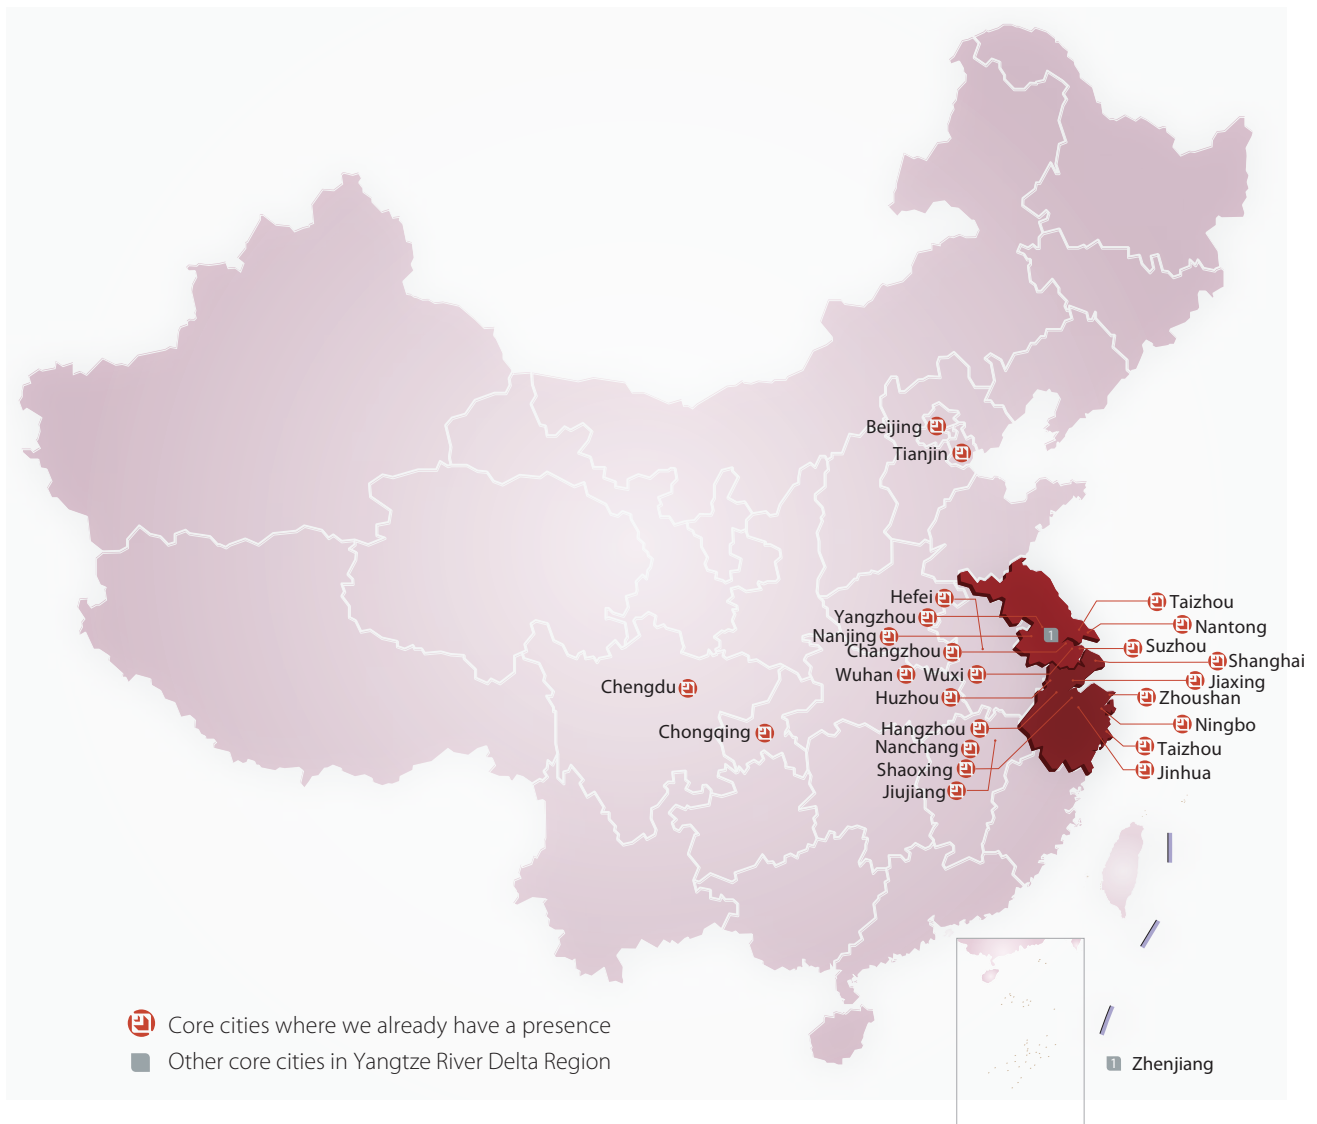 Beijing
Tianjin
Hefei
Taizhou
Yangzhou
Nantong
Nanjing
1
Suzhou
Changzhou
Shanghai
Wuhan
Wuxi
Jiaxing
Chengdu
Huzhou
Zhoushan
Ningbo
Chongqing
Hangzhou
Nanchang
Taizhou
Shaoxing
Jinhua
Jiujiang
Core cities where we already have a presence
Other core cities in Yangtze River Delta Region
1 Zhenjiang